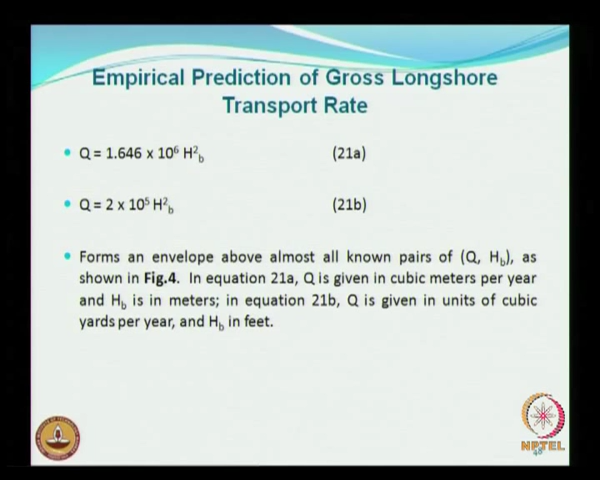 Empirical Prediction of Gross Longshore
Transport Rate
• Q = 1.646 x 10⁶ H²b (21a)
• Q = 2 x 10⁵ H²b (21b)
• Forms an envelope above almost all known pairs of (Q, Hb), as
shown in Fig.4. In equation 21a, Q is given in cubic meters per year
and Hb is in meters; in equation 21b, Q is given in units of cubic
yards per year, and Hb in feet.
NPTEL